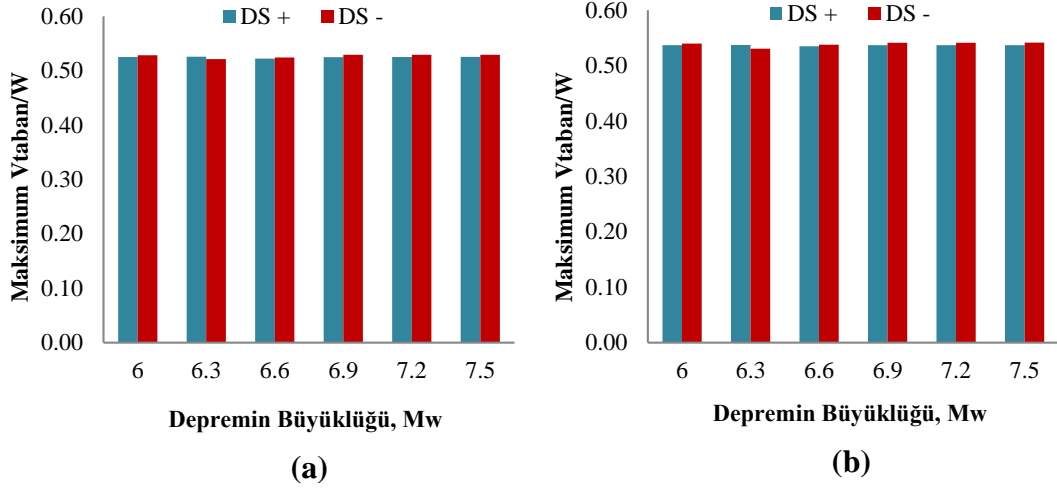 DS + DS -
Maksimum Vtaban/W
0.60
0.50
0.40
0.30
0.20
0.10
0.00
6 6.3 6.6 6.9 7.2 7.5
Depremin Büyüklüğü, Mw
(a)
DS + DS -
Maksimum Vtaban/W
0.60
0.50
0.40
0.30
0.20
0.10
0.00
6 6.3 6.6 6.9 7.2 7.5
Depremin Büyüklüğü, Mw
(b)